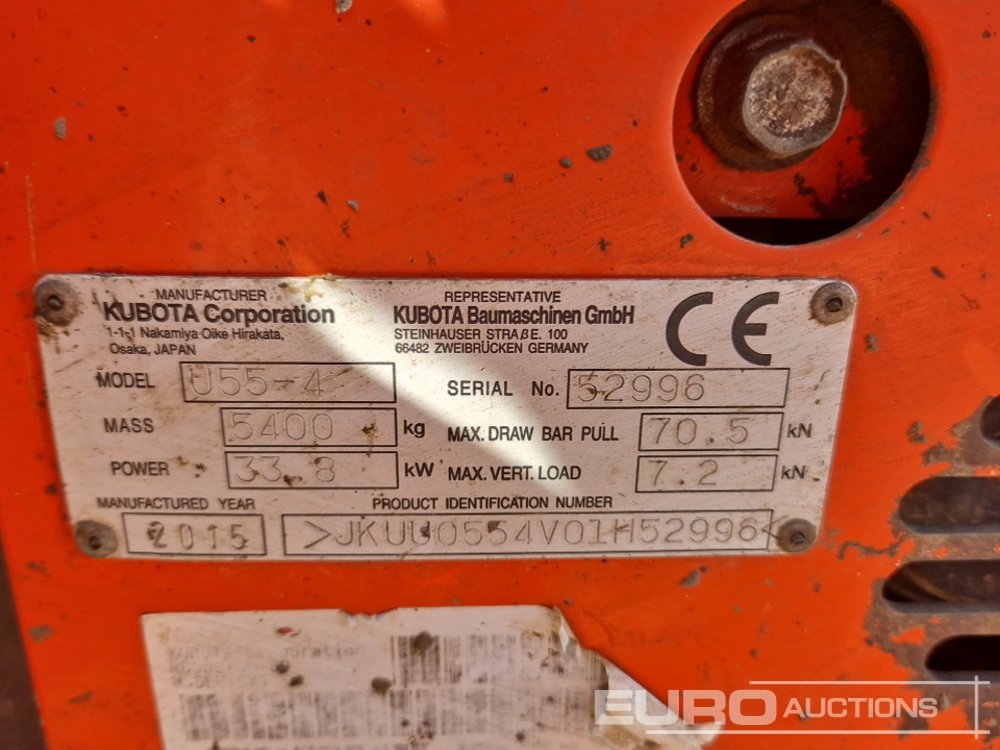 MANUFACTURER
KUBOTA Corporation
1-1-1 Nakamiya Oike Hirakata,
Osaka, JAPAN
REPRESENTATIVE
KUBOTA Baumaschinen GmbH
STEINHAUSER STRAßE. 100
66482 ZWEIBRÜCKEN GERMANY
CE
MODEL U55-4
SERIAL No. 52996
MASS 5400 kg
MAX. DRAW BAR PULL 70.5 kN
POWER 33.8 kW
MAX. VERT. LOAD 7.2 kN
MANUFACTURED YEAR
2015
PRODUCT IDENTIFICATION NUMBER
>JKUU0554V01H52996<
EURO AUCTIONS